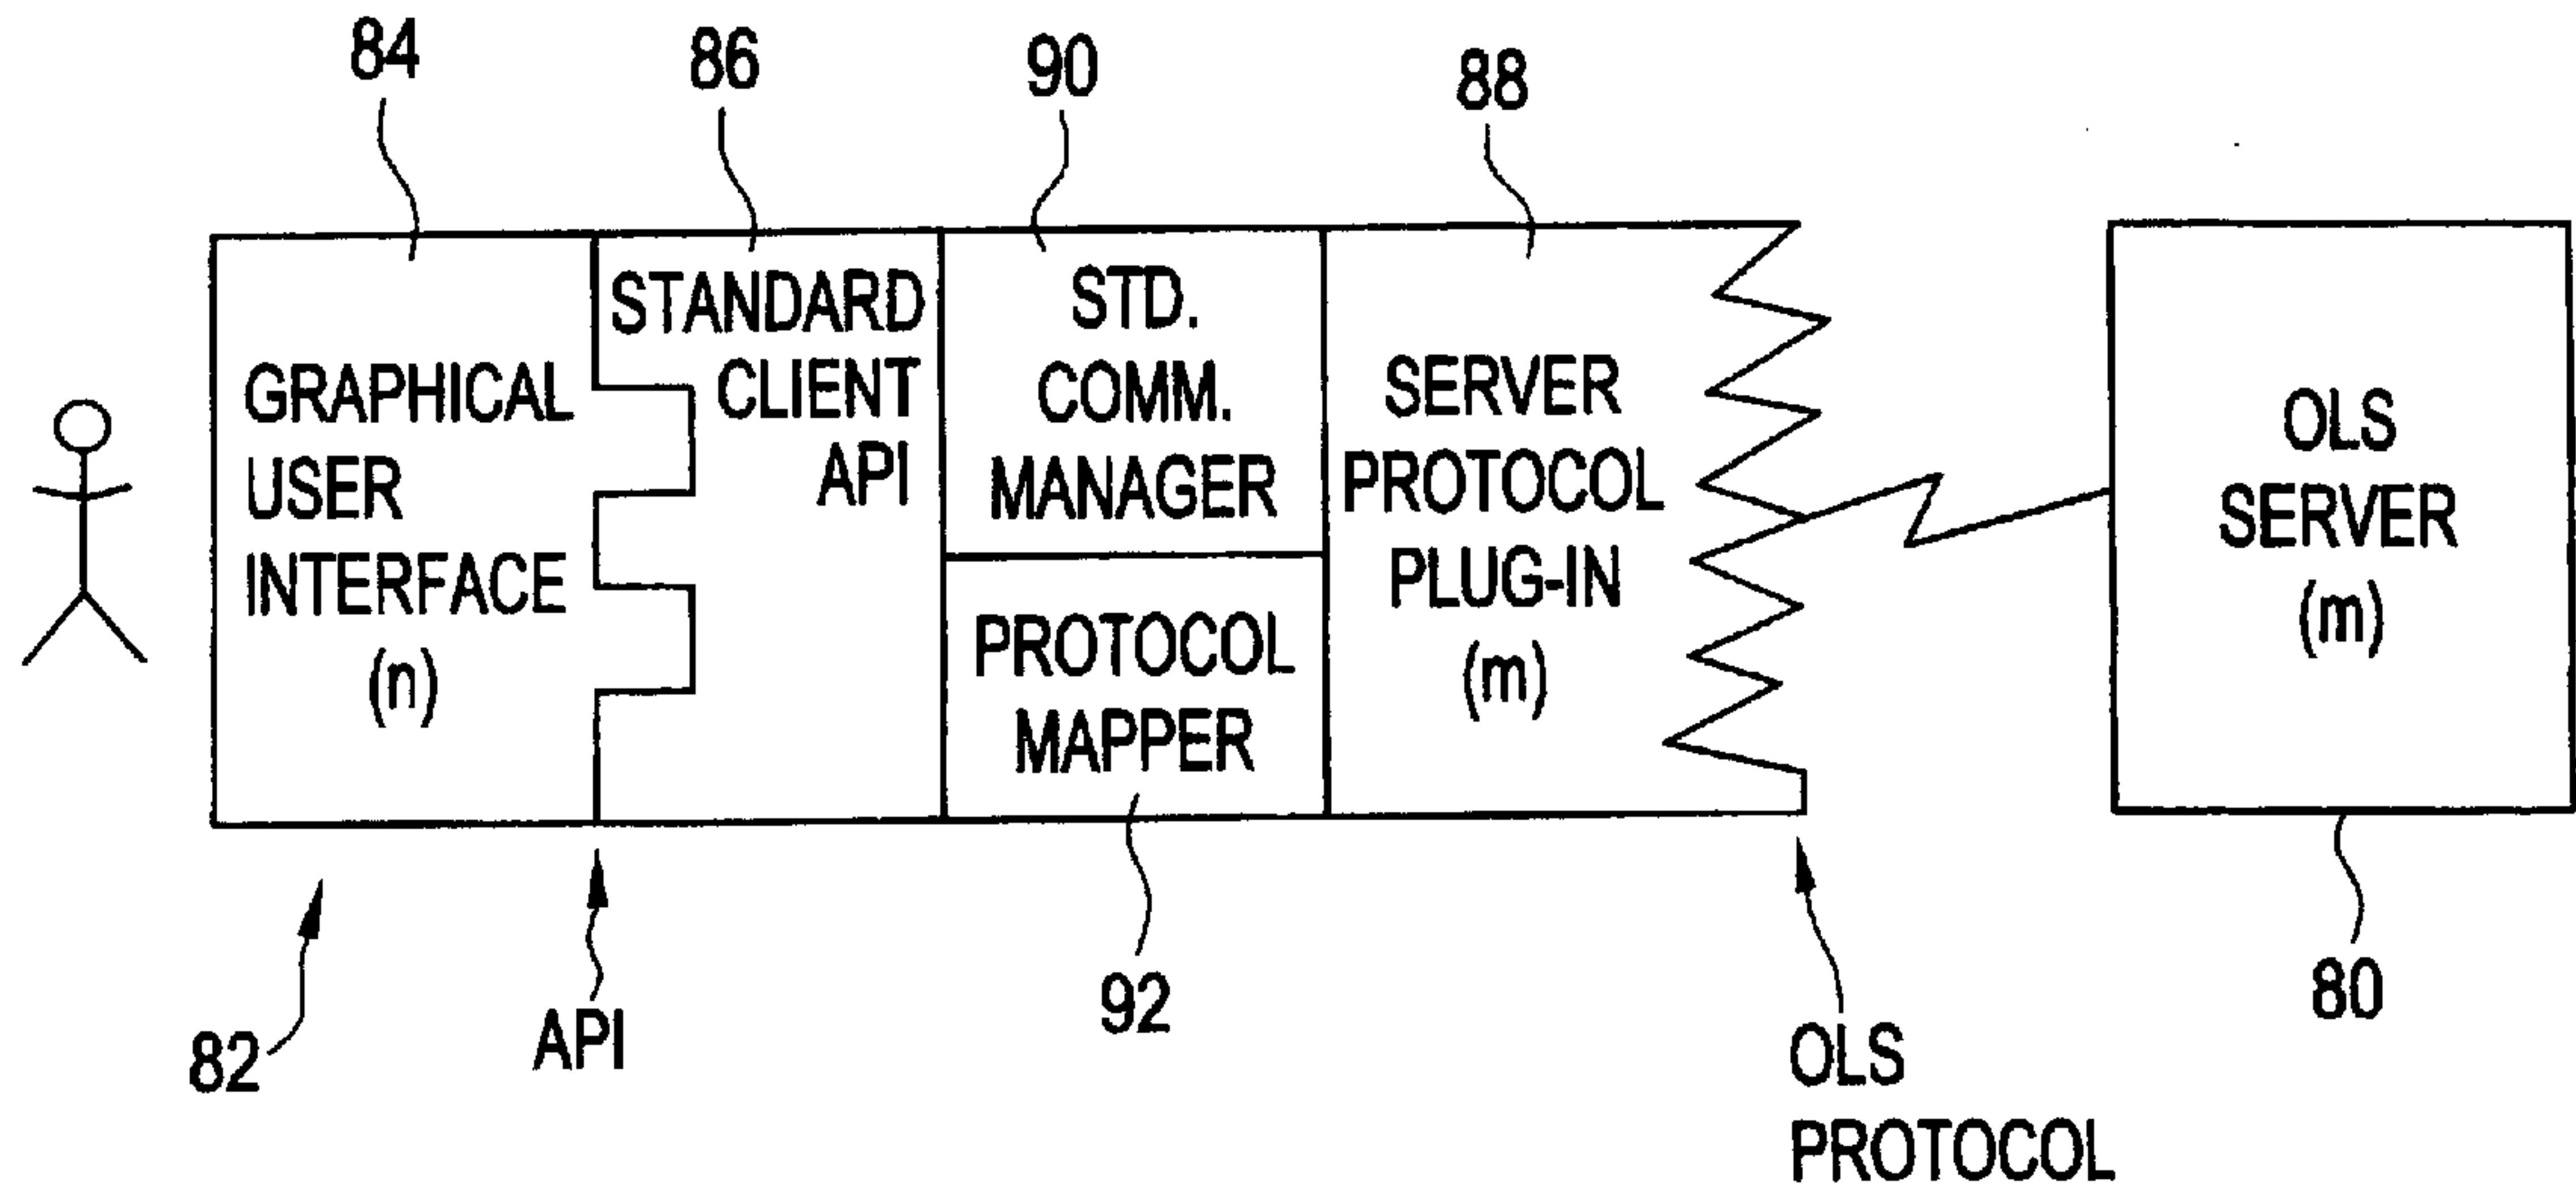 84
86
90
88
GRAPHICAL
USER
INTERFACE
(n)
STANDARD
CLIENT
API
STD.
COMM.
MANAGER
PROTOCOL
MAPPER
SERVER
PROTOCOL
PLUG-IN
(m)
OLS
SERVER
(m)
82
API
92
OLS
PROTOCOL
80